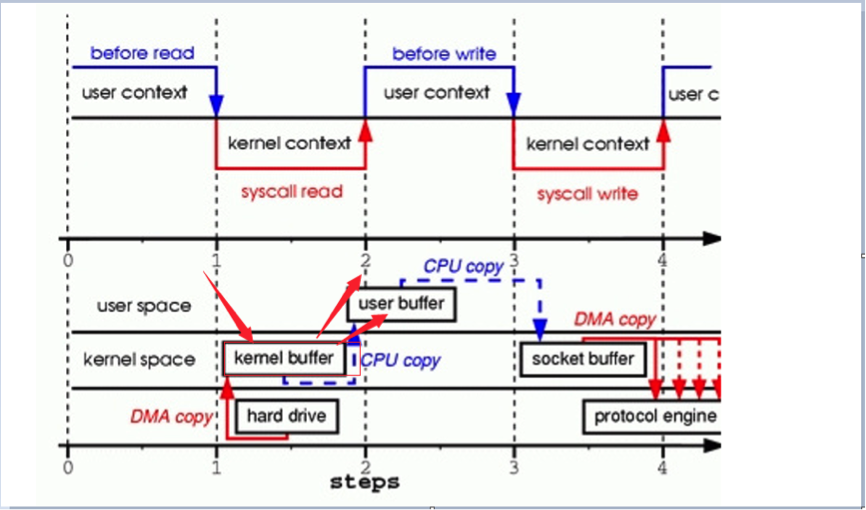 before read
before write
user context
user context
user c
kernel context
kernel context
syscall read
syscall write
0
1
2
3
4
CPU copy
user space
user buffer
DMA copy
kernel space
kernel buffer
CPU copy
socket buffer
DMA copy
hard drive
protocol engine
0
1
2
3
4
steps